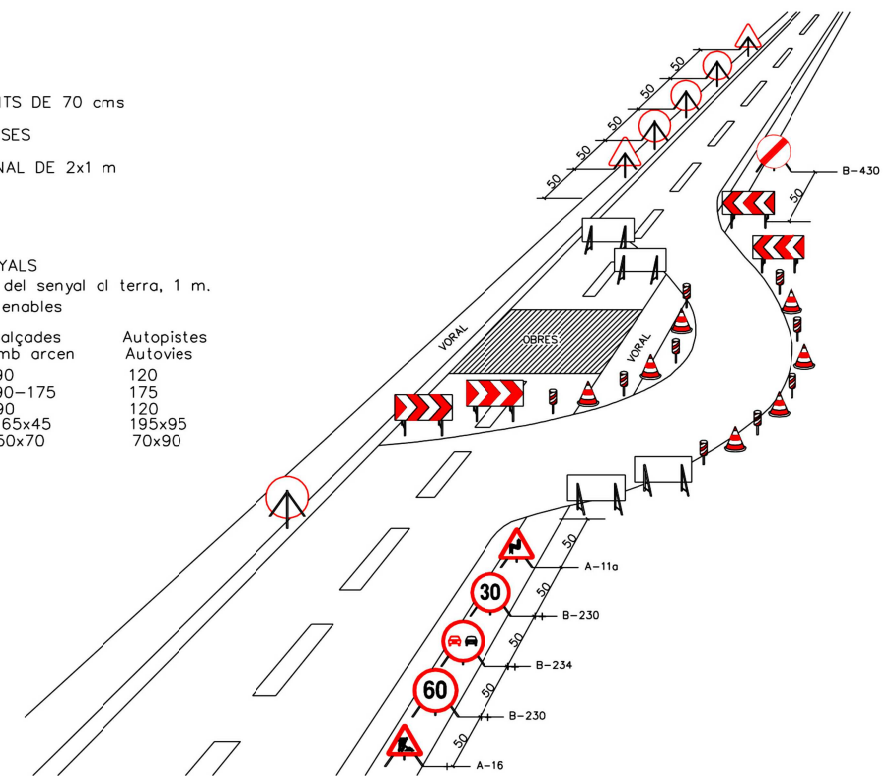 ITS DE 70 cms
SES
NAL DE 2x1 m
YALS
del senyal al terra, 1 m.
enables
alçades Autopistes
mb arcen Autovies
90 120
90-175 175
90 120
65x45 195x95
60x70 70x90
50
50
50
50
50
B-430
50
VORAL
OBRES
VORAL
50
A-11a
30
50
B-230
50
B-234
60
50
B-230
50
A-16